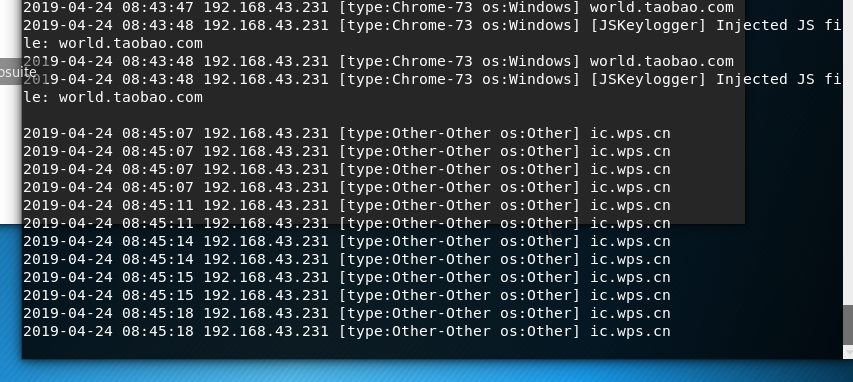 2019-04-24 08:43:47 192.168.43.231 [type:Chrome-73 os:Windows] world.taobao.com
2019-04-24 08:43:48 192.168.43.231 [type:Chrome-73 os:Windows] [JSKeylogger] Injected JS fi
le: world.taobao.com
2019-04-24 08:43:48 192.168.43.231 [type:Chrome-73 os:Windows] world.taobao.com
osuite
2019-04-24 08:43:48 192.168.43.231 [type:Chrome-73 os:Windows] [JSKeylogger] Injected JS fi
le: world.taobao.com
2019-04-24 08:45:07 192.168.43.231 [type:Other-Other os:Other] ic.wps.cn
2019-04-24 08:45:07 192.168.43.231 [type:Other-Other os:Other] ic.wps.cn
2019-04-24 08:45:07 192.168.43.231 [type:Other-Other os:Other] ic.wps.cn
2019-04-24 08:45:07 192.168.43.231 [type:Other-Other os:Other] ic.wps.cn
2019-04-24 08:45:11 192.168.43.231 [type:Other-Other os:Other] ic.wps.cn
2019-04-24 08:45:11 192.168.43.231 [type:Other-Other os:Other] ic.wps.cn
2019-04-24 08:45:14 192.168.43.231 [type:Other-Other os:Other] ic.wps.cn
2019-04-24 08:45:14 192.168.43.231 [type:Other-Other os:Other] ic.wps.cn
2019-04-24 08:45:15 192.168.43.231 [type:Other-Other os:Other] ic.wps.cn
2019-04-24 08:45:15 192.168.43.231 [type:Other-Other os:Other] ic.wps.cn
2019-04-24 08:45:18 192.168.43.231 [type:Other-Other os:Other] ic.wps.cn
2019-04-24 08:45:18 192.168.43.231 [type:Other-Other os:Other] ic.wps.cn